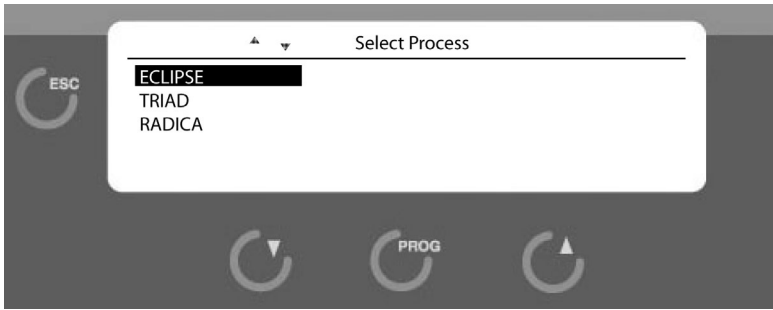 Select Process
ESC
ECLIPSE
TRIAD
RADICA
PROG